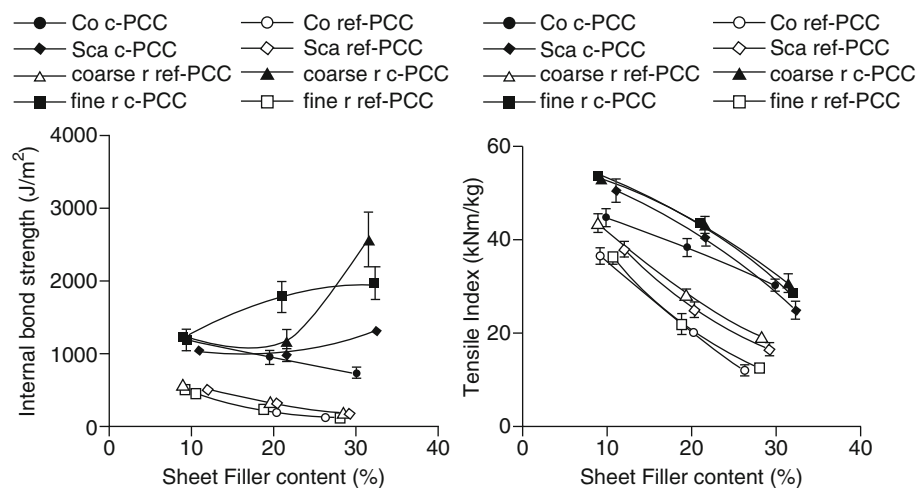 Co c-PCC
Co ref-PCC
Sca c-PCC
Sca ref-PCC
coarse r ref-PCC
coarse r c-PCC
fine r c-PCC
fine r ref-PCC
Internal bond strength (J/m²)
4000
3000
2000
1000
0
0
10
20
30
40
Sheet Filler content (%)
Co c-PCC
Co ref-PCC
Sca c-PCC
Sca ref-PCC
coarse r ref-PCC
coarse r c-PCC
fine r c-PCC
fine r ref-PCC
Tensile Index (kNm/kg)
60
40
20
0
0
10
20
30
40
Sheet Filler content (%)